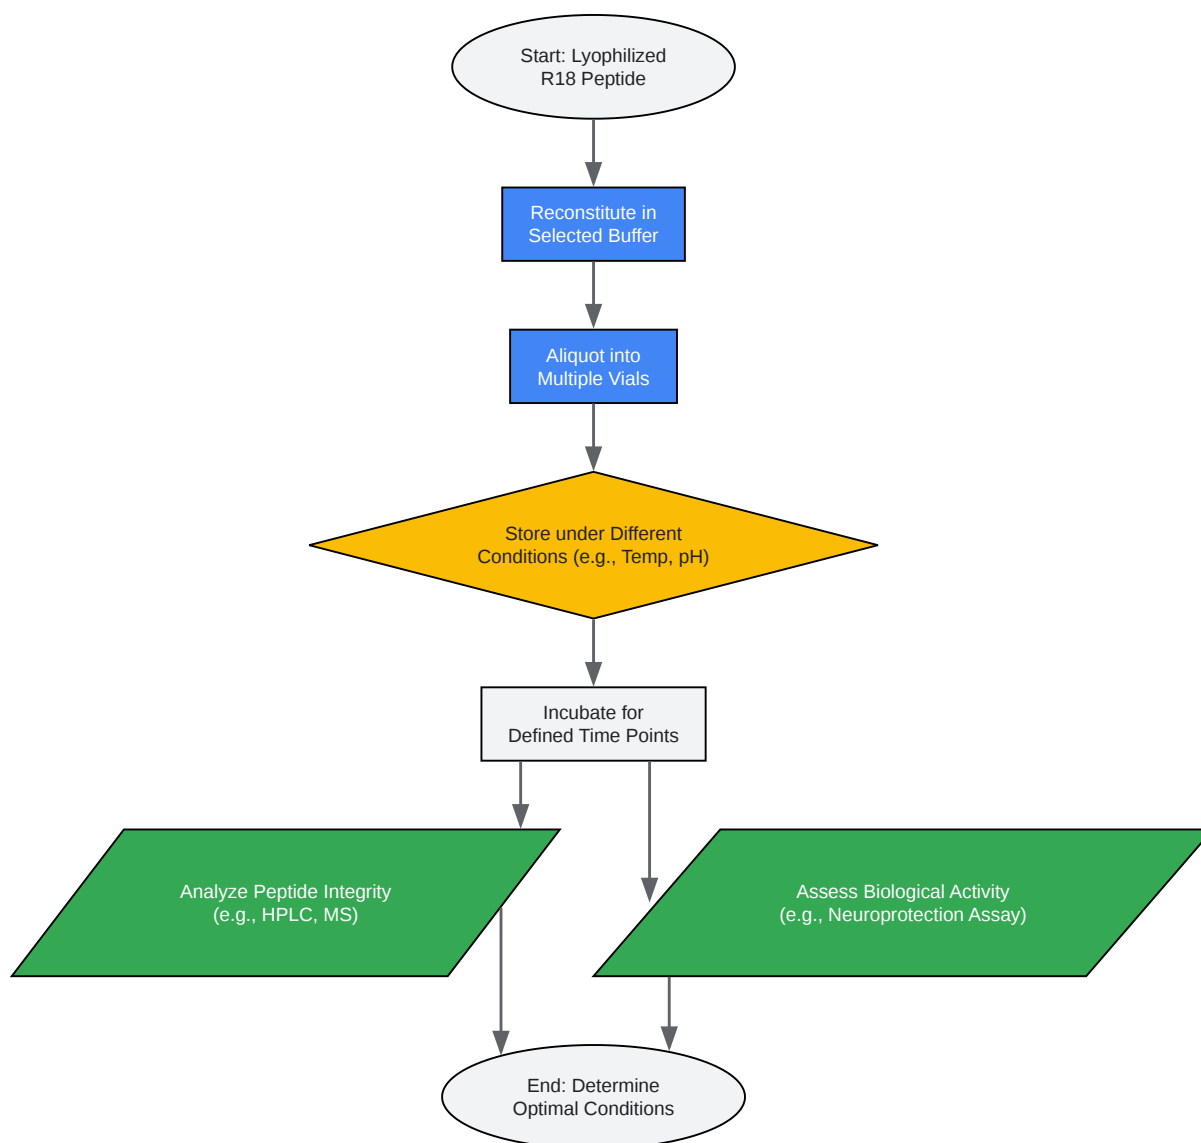 Start: Lyophilized
R18 Peptide
Reconstitute in
Selected Buffer
Aliquot into
Multiple Vials
Store under Different
Conditions (e.g., Temp, pH)
Incubate for
Defined Time Points
Analyze Peptide Integrity
(e.g., HPLC, MS)
Assess Biological Activity
(e.g., Neuroprotection Assay)
End: Determine
Optimal Conditions